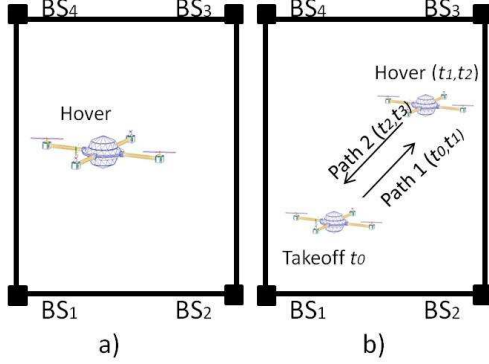 BS4 BS3 BS4 BS3
Hover (t1,t2)
Hover
Path 2 (t2,t3)
Path 1 (t0,t1)
Takeoff t0
BS1 BS2 BS1 BS2
a) b)